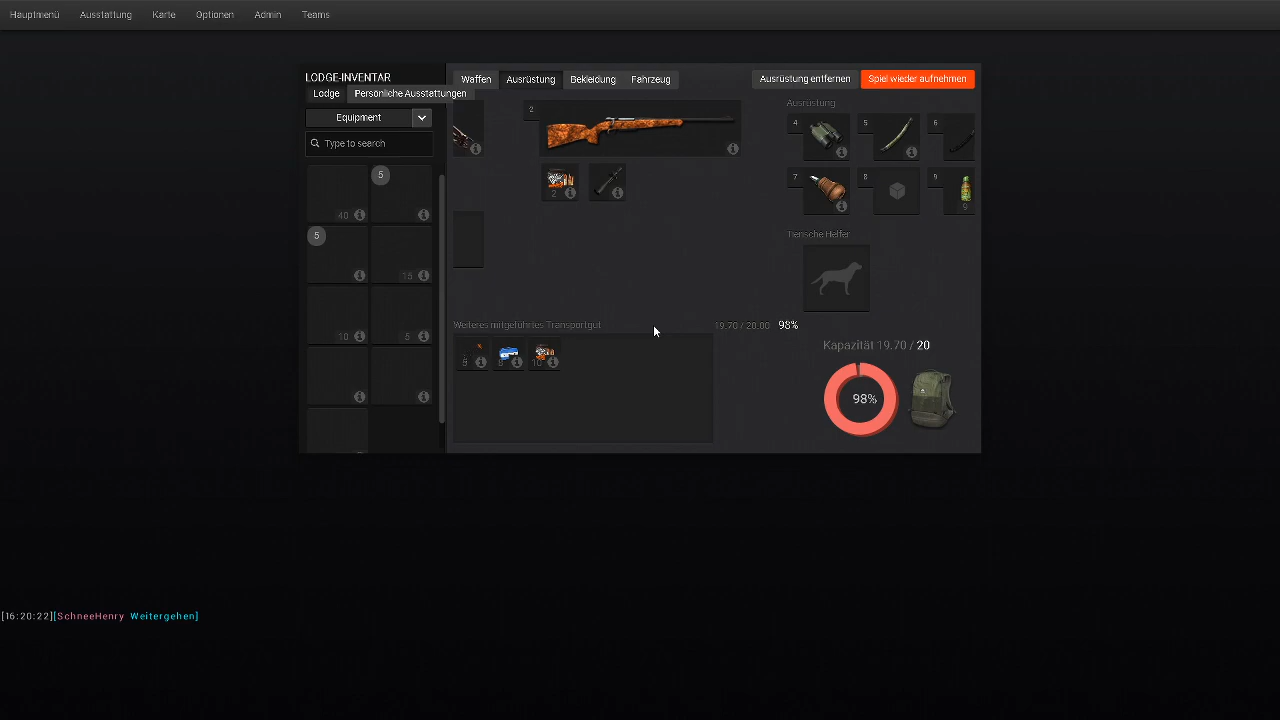 Hauptmenü Ausstattung Karte Optionen Admin Teams
LODGE-INVENTAR
Lodge Persönliche Ausstattungen
Equipment
Type to search
5
40
5
15
10 5
Waffen Ausrüstung Bekleidung Fahrzeug Ausrüstung entfernen Spiel wieder aufnehmen
2
2
Ausrüstung
4 5 6
7 8 9
9
Tierische Helfer
Weiteres mitgeführtes Transportgut 19.70 / 20.00 98%
10
Kapazität 19.70 / 20
98%
[16:20:22][SchneeHenry Weitergehen]